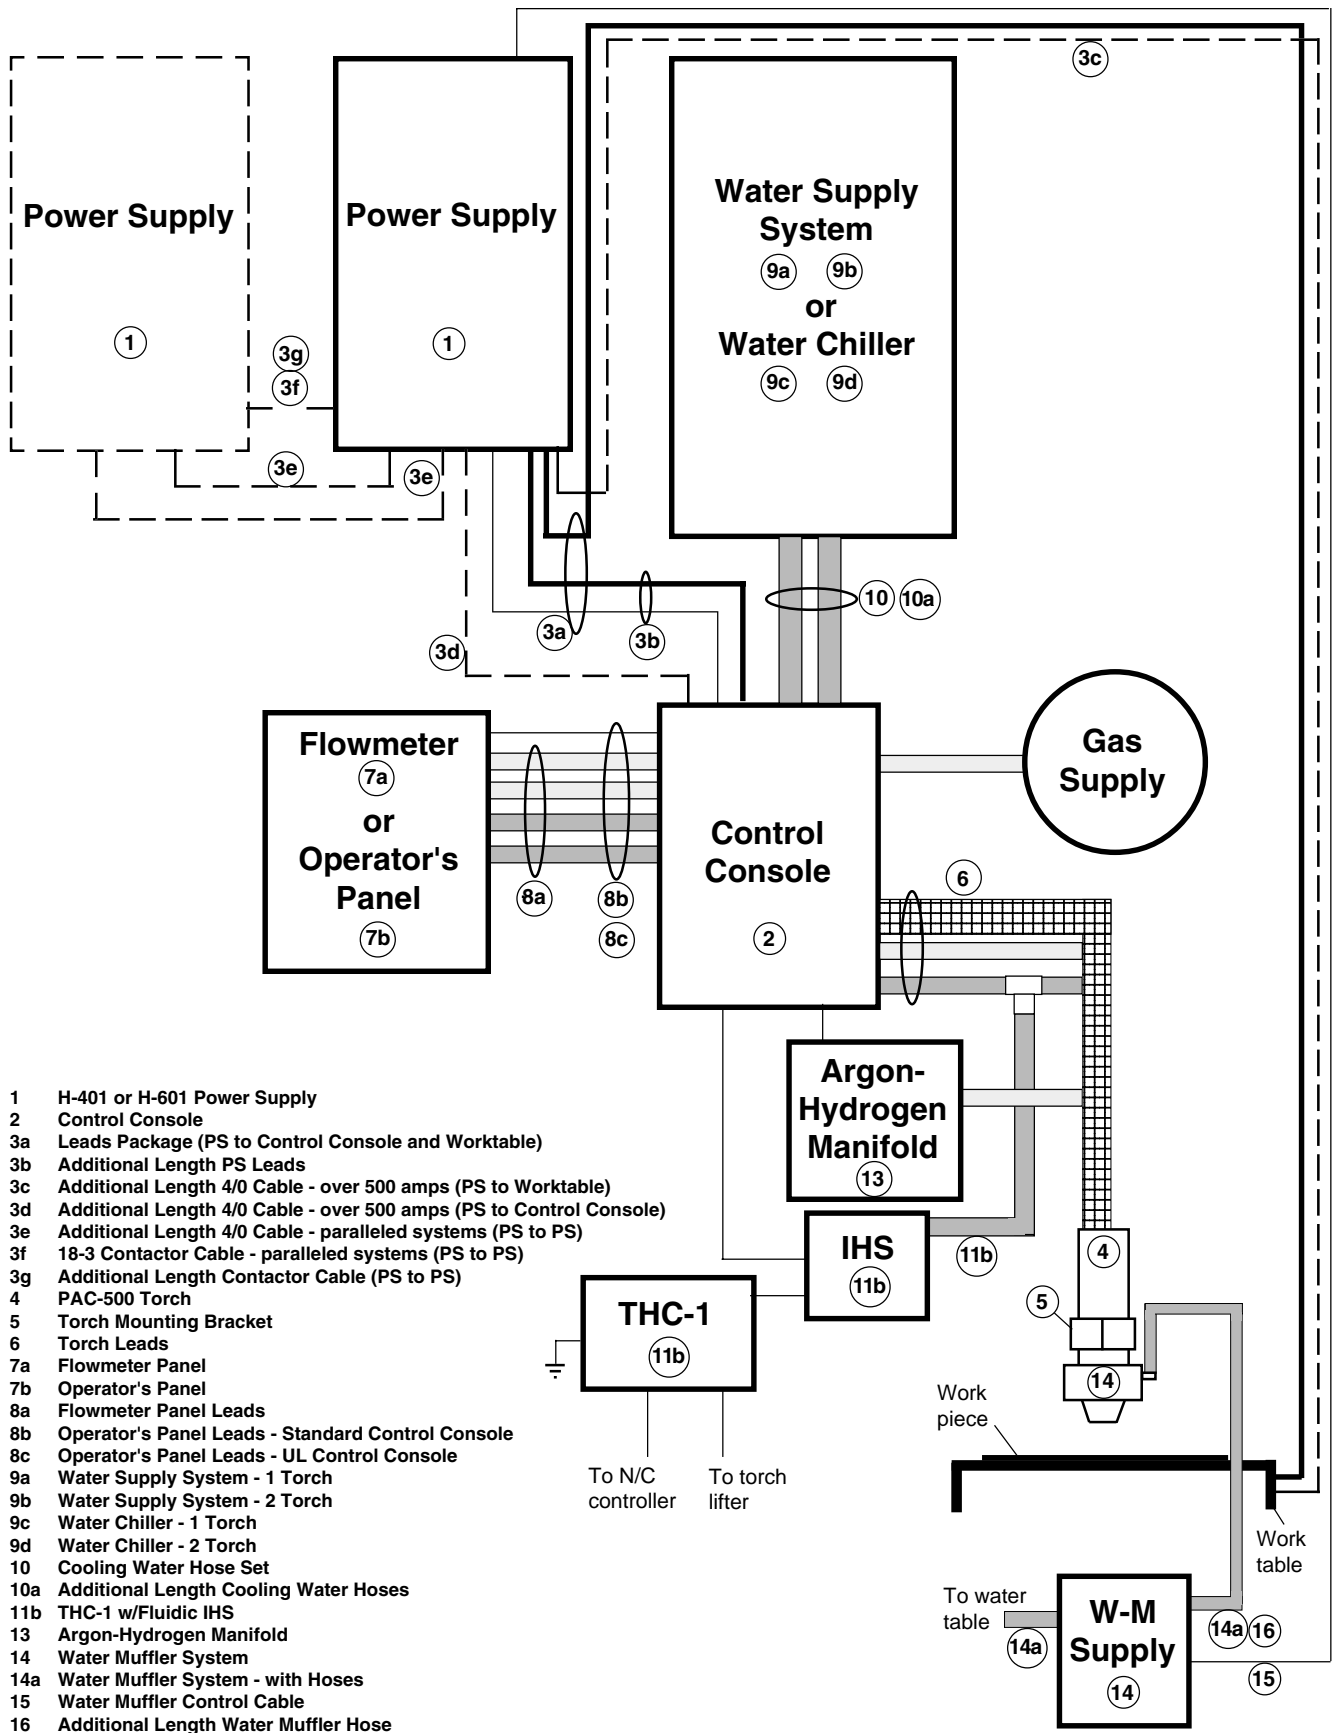 3c
Power Supply
1
Power Supply
1
3g
3f
3e
3e
Water Supply
System
9a 9b
or
Water Chiller
9c 9d
10 10a
3a
3b
3d
Flowmeter
7a
or
Operator's
Panel
7b
8a
8b
8c
Control
Console
2
Gas
Supply
6
Argon-
Hydrogen
Manifold
13
IHS
11b
11b
THC-1
11b
To N/C
controller
To torch
lifter
4
5
14
Work
piece
Work
table
To water
table
14a
W-M
Supply
14
14a 16
15
1 H-401 or H-601 Power Supply
2 Control Console
3a Leads Package (PS to Control Console and Worktable)
3b Additional Length PS Leads
3c Additional Length 4/0 Cable - over 500 amps (PS to Worktable)
3d Additional Length 4/0 Cable - over 500 amps (PS to Control Console)
3e Additional Length 4/0 Cable - paralleled systems (PS to PS)
3f 18-3 Contactor Cable - paralleled systems (PS to PS)
3g Additional Length Contactor Cable (PS to PS)
4 PAC-500 Torch
5 Torch Mounting Bracket
6 Torch Leads
7a Flowmeter Panel
7b Operator's Panel
8a Flowmeter Panel Leads
8b Operator's Panel Leads - Standard Control Console
8c Operator's Panel Leads - UL Control Console
9a Water Supply System - 1 Torch
9b Water Supply System - 2 Torch
9c Water Chiller - 1 Torch
9d Water Chiller - 2 Torch
10 Cooling Water Hose Set
10a Additional Length Cooling Water Hoses
11b THC-1 w/Fluidic IHS
13 Argon-Hydrogen Manifold
14 Water Muffler System
14a Water Muffler System - with Hoses
15 Water Muffler Control Cable
16 Additional Length Water Muffler Hose